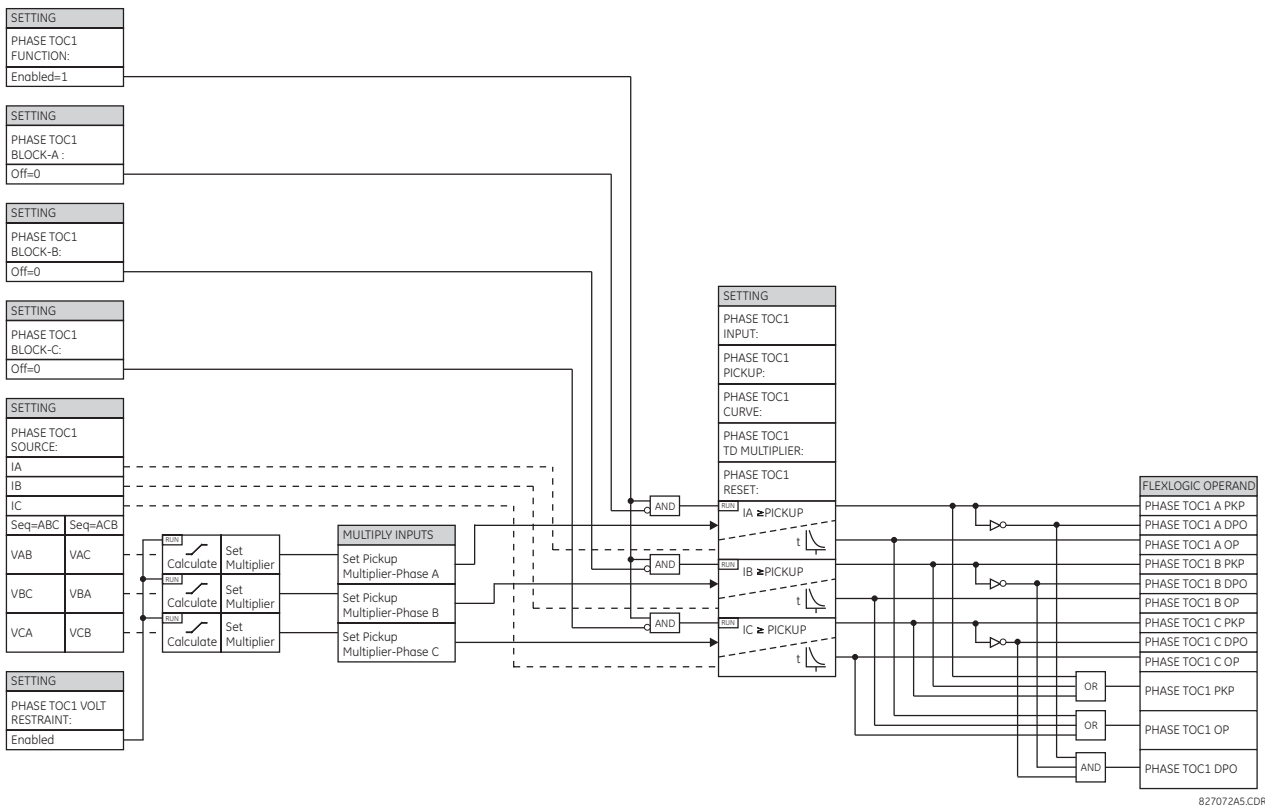 SETTING
PHASE TOC1
FUNCTION:
Enabled=1
SETTING
PHASE TOC1
BLOCK-A :
Off=0
SETTING
PHASE TOC1
BLOCK-B:
Off=0
SETTING
PHASE TOC1
BLOCK-C:
Off=0
SETTING
PHASE TOC1
SOURCE:
IA
IB
IC
Seq=ABC Seq=ACB
VAB VAC
VBC VBA
VCA VCB
SETTING
PHASE TOC1 VOLT
RESTRAINT:
Enabled
RUN
Calculate
Set
Multiplier
RUN
Calculate
Set
Multiplier
RUN
Calculate
Set
Multiplier
MULTIPLY INPUTS
Set Pickup
Multiplier-Phase A
Set Pickup
Multiplier-Phase B
Set Pickup
Multiplier-Phase C
AND
AND
AND
SETTING
PHASE TOC1
INPUT:
PHASE TOC1
PICKUP:
PHASE TOC1
CURVE:
PHASE TOC1
TD MULTIPLIER:
PHASE TOC1
RESET:
RUN IA ≥PICKUP
t
RUN IB ≥PICKUP
t
RUN IC ≥ PICKUP
t
OR
OR
AND
FLEXLOGIC OPERAND
PHASE TOC1 A PKP
PHASE TOC1 A DPO
PHASE TOC1 A OP
PHASE TOC1 B PKP
PHASE TOC1 B DPO
PHASE TOC1 B OP
PHASE TOC1 C PKP
PHASE TOC1 C DPO
PHASE TOC1 C OP
PHASE TOC1 PKP
PHASE TOC1 OP
PHASE TOC1 DPO
827072A5.CDR